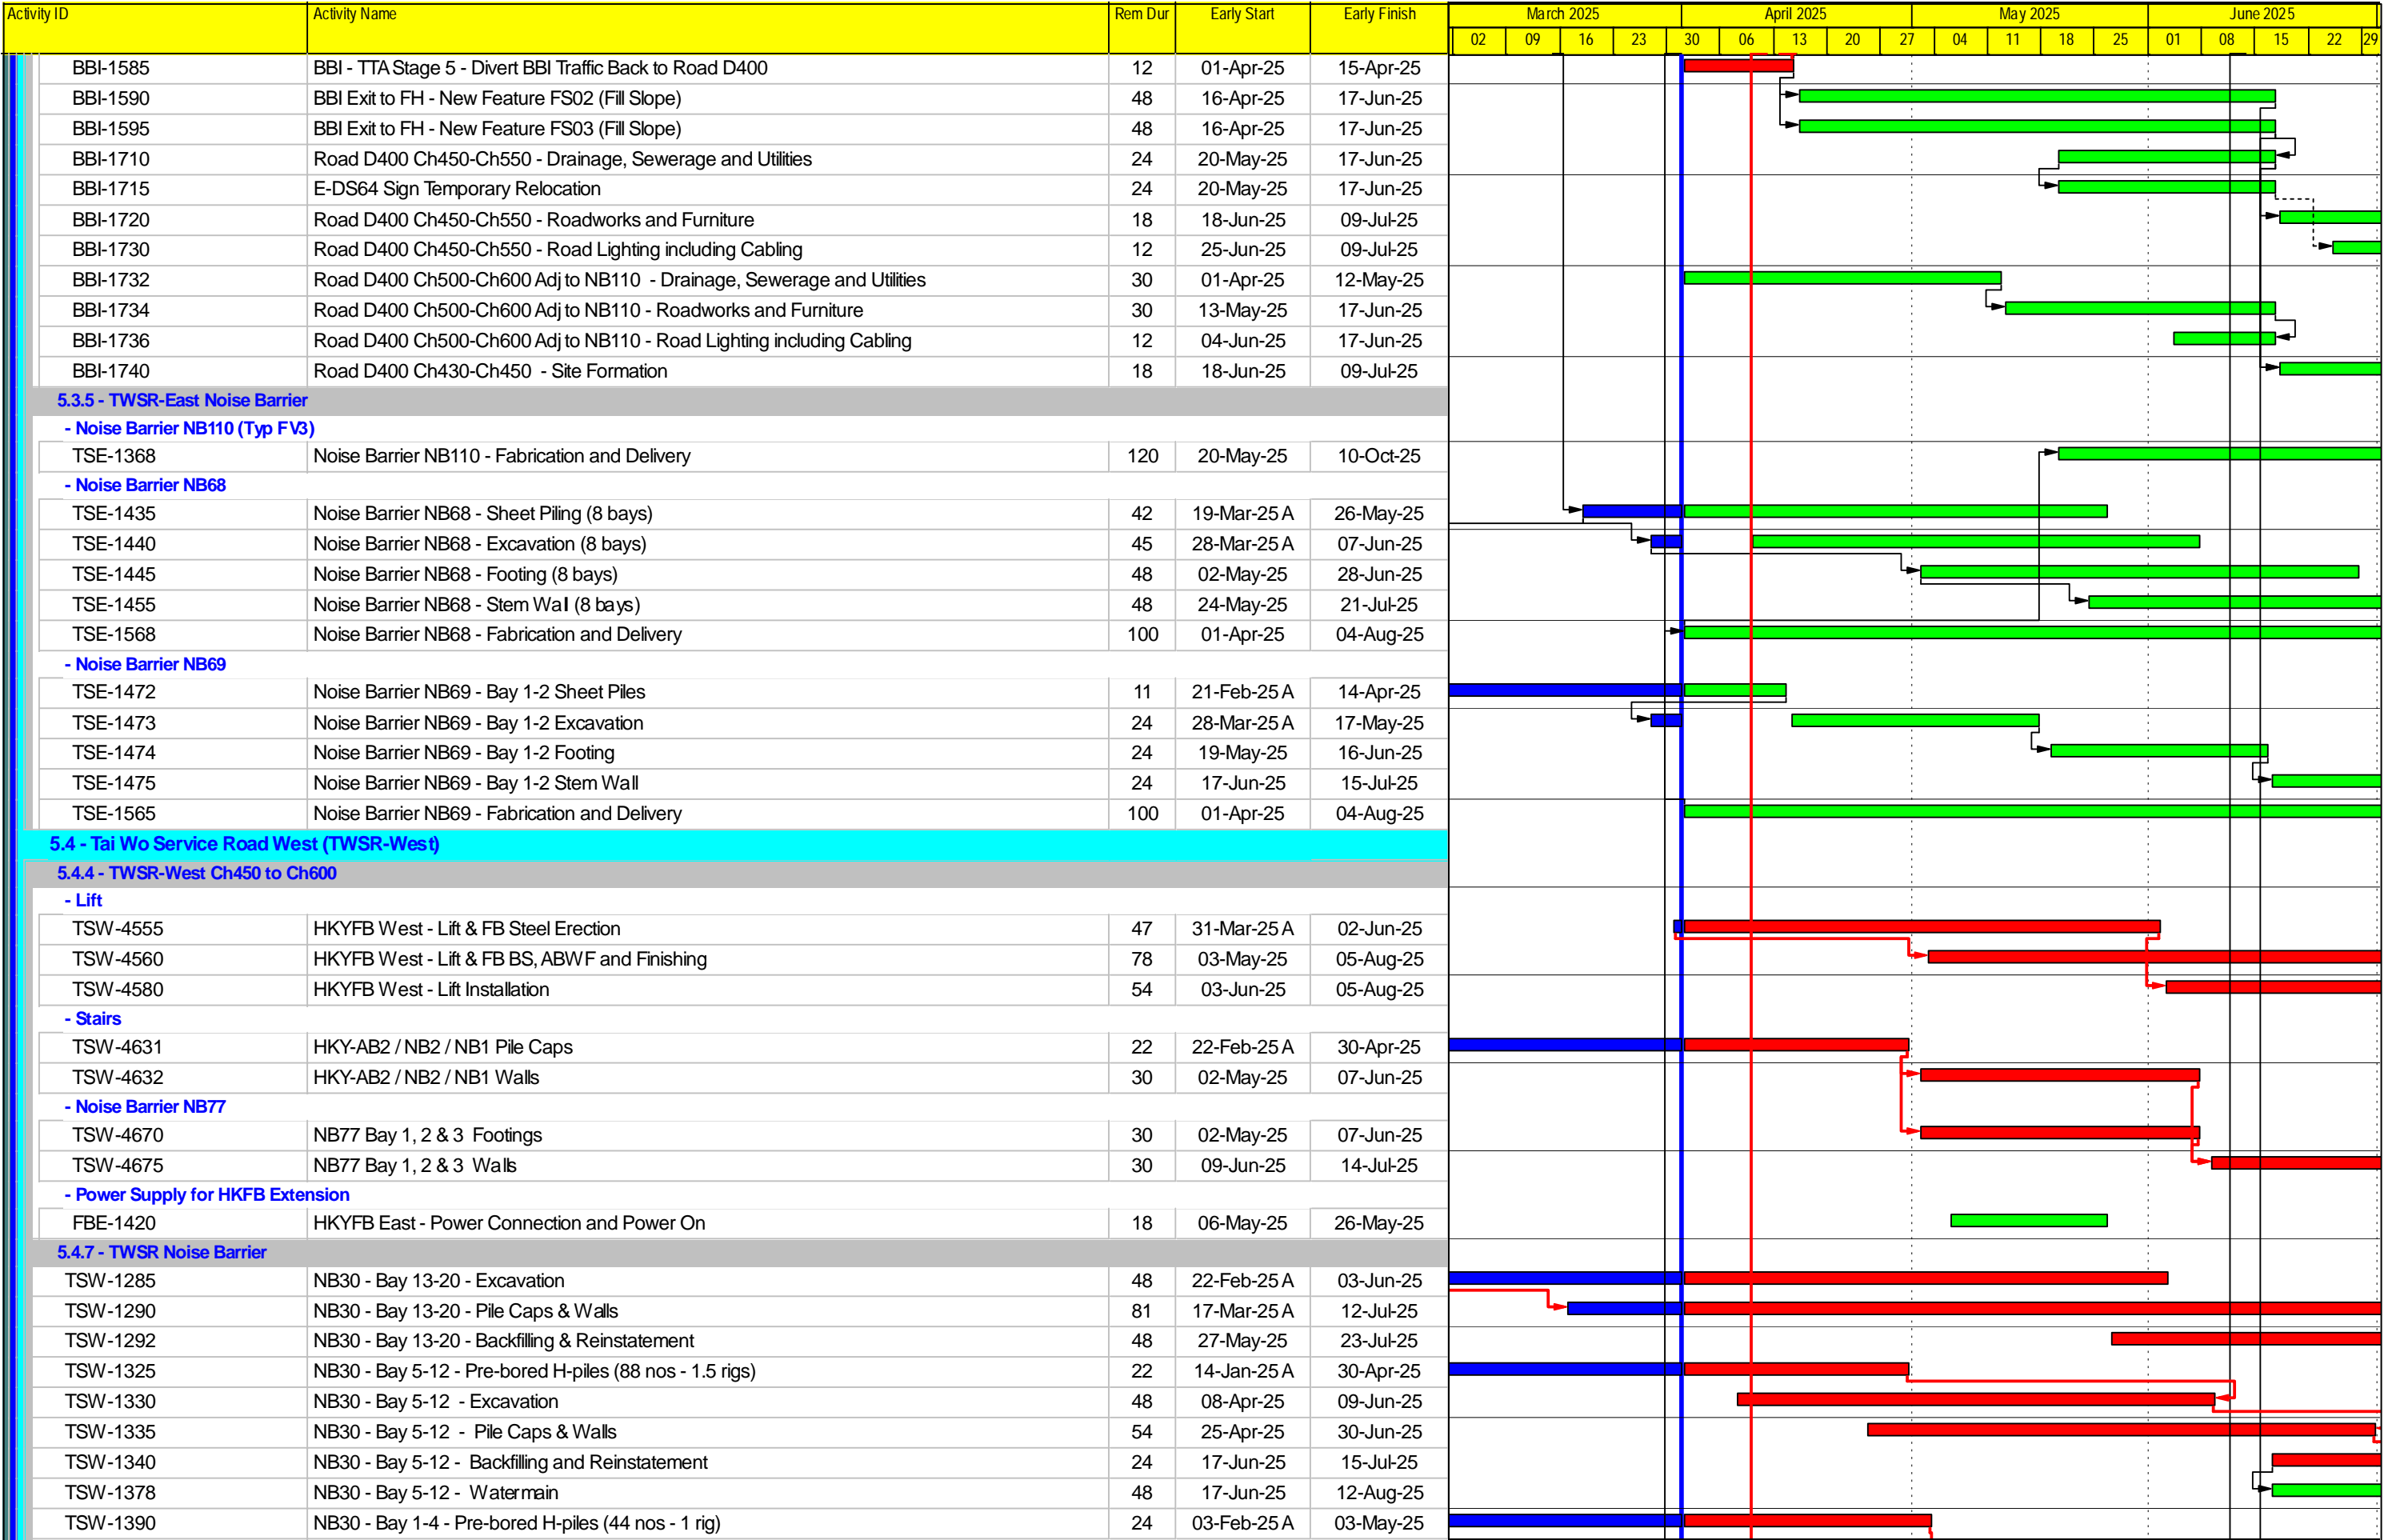 Activity ID Activity Name Rem Dur Early Start Early Finish March 2025 April 2025 May 2025 June 2025
02 09 16 23 30 06 13 20 27 04 11 18 25 01 08 15 22 29
BBI-1585 BBI - TTA Stage 5 - Divert BBI Traffic Back to Road D400 12 01-Apr-25 15-Apr-25
BBI-1590 BBI Exit to FH - New Feature FS02 (Fill Slope) 48 16-Apr-25 17-Jun-25
BBI-1595 BBI Exit to FH - New Feature FS03 (Fill Slope) 48 16-Apr-25 17-Jun-25
BBI-1710 Road D400 Ch450-Ch550 - Drainage, Sewerage and Utilities 24 20-May-25 17-Jun-25
BBI-1715 E-DS64 Sign Temporary Relocation 24 20-May-25 17-Jun-25
BBI-1720 Road D400 Ch450-Ch550 - Roadworks and Furniture 18 18-Jun-25 09-Jul-25
BBI-1730 Road D400 Ch450-Ch550 - Road Lighting including Cabling 12 25-Jun-25 09-Jul-25
BBI-1732 Road D400 Ch500-Ch600 Adj to NB110 - Drainage, Sewerage and Utilities 30 01-Apr-25 12-May-25
BBI-1734 Road D400 Ch500-Ch600 Adj to NB110 - Roadworks and Furniture 30 13-May-25 17-Jun-25
BBI-1736 Road D400 Ch500-Ch600 Adj to NB110 - Road Lighting including Cabling 12 04-Jun-25 17-Jun-25
BBI-1740 Road D400 Ch430-Ch450 - Site Formation 18 18-Jun-25 09-Jul-25
5.3.5 - TWSR-East Noise Barrier
- Noise Barrier NB110 (Typ FV3)
TSE-1368 Noise Barrier NB110 - Fabrication and Delivery 120 20-May-25 10-Oct-25
- Noise Barrier NB68
TSE-1435 Noise Barrier NB68 - Sheet Piling (8 bays) 42 19-Mar-25 A 26-May-25
TSE-1440 Noise Barrier NB68 - Excavation (8 bays) 45 28-Mar-25 A 07-Jun-25
TSE-1445 Noise Barrier NB68 - Footing (8 bays) 48 02-May-25 28-Jun-25
TSE-1455 Noise Barrier NB68 - Stem Wall (8 bays) 48 24-May-25 21-Jul-25
TSE-1568 Noise Barrier NB68 - Fabrication and Delivery 100 01-Apr-25 04-Aug-25
- Noise Barrier NB69
TSE-1472 Noise Barrier NB69 - Bay 1-2 Sheet Piles 11 21-Feb-25 A 14-Apr-25
TSE-1473 Noise Barrier NB69 - Bay 1-2 Excavation 24 28-Mar-25 A 17-May-25
TSE-1474 Noise Barrier NB69 - Bay 1-2 Footing 24 19-May-25 16-Jun-25
TSE-1475 Noise Barrier NB69 - Bay 1-2 Stem Wall 24 17-Jun-25 15-Jul-25
TSE-1565 Noise Barrier NB69 - Fabrication and Delivery 100 01-Apr-25 04-Aug-25
5.4 - Tai Wo Service Road West (TWSR-West)
5.4.4 - TWSR-West Ch450 to Ch600
- Lift
TSW-4555 HKYFB West - Lift & FB Steel Erection 47 31-Mar-25 A 02-Jun-25
TSW-4560 HKYFB West - Lift & FB BS, ABWF and Finishing 78 03-May-25 05-Aug-25
TSW-4580 HKYFB West - Lift Installation 54 03-Jun-25 05-Aug-25
- Stairs
TSW-4631 HKY-AB2 / NB2 / NB1 Pile Caps 22 22-Feb-25 A 30-Apr-25
TSW-4632 HKY-AB2 / NB2 / NB1 Walls 30 02-May-25 07-Jun-25
- Noise Barrier NB77
TSW-4670 NB77 Bay 1, 2 & 3 Footings 30 02-May-25 07-Jun-25
TSW-4675 NB77 Bay 1, 2 & 3 Walls 30 09-Jun-25 14-Jul-25
- Power Supply for HKFB Extension
FBE-1420 HKYFB East - Power Connection and Power On 18 06-May-25 26-May-25
5.4.7 - TWSR Noise Barrier
TSW-1285 NB30 - Bay 13-20 - Excavation 48 22-Feb-25 A 03-Jun-25
TSW-1290 NB30 - Bay 13-20 - Pile Caps & Walls 81 17-Mar-25 A 12-Jul-25
TSW-1292 NB30 - Bay 13-20 - Backfilling & Reinstatement 48 27-May-25 23-Jul-25
TSW-1325 NB30 - Bay 5-12 - Pre-bored H-piles (88 nos - 1.5 rigs) 22 14-Jan-25 A 30-Apr-25
TSW-1330 NB30 - Bay 5-12 - Excavation 48 08-Apr-25 09-Jun-25
TSW-1335 NB30 - Bay 5-12 - Pile Caps & Walls 54 25-Apr-25 30-Jun-25
TSW-1340 NB30 - Bay 5-12 - Backfilling and Reinstatement 24 17-Jun-25 15-Jul-25
TSW-1378 NB30 - Bay 5-12 - Watermain 48 17-Jun-25 12-Aug-25
TSW-1390 NB30 - Bay 1-4 - Pre-bored H-piles (44 nos - 1 rig) 24 03-Feb-25 A 03-May-25